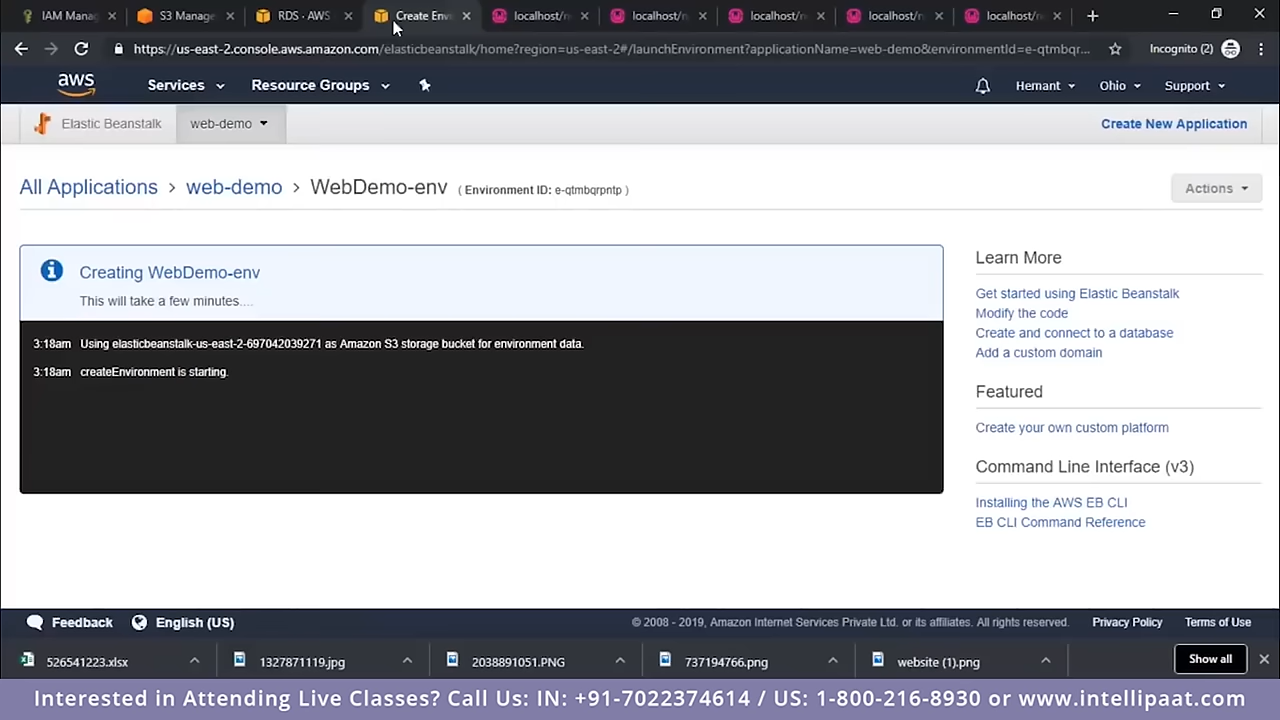 IAM Mana
S3 Manage
RDS · AWS
Create Env
localhost/
localhost/
localhost/
localhost/
localhost/
https://us-east-2.console.aws.amazon.com/elasticbeanstalk/home?region=us-east-2#/launchEnvironment?applicationName=web-demo&environmentId=e-qtmbqr...
Incognito (2)
aws
Services
Resource Groups
Hemant
Ohio
Support
Elastic Beanstalk
web-demo
Create New Application
All Applications > web-demo > WebDemo-env ( Environment ID: e-qtmbqrpntp )
Actions
Creating WebDemo-env
This will take a few minutes....
3:18am Using elasticbeanstalk-us-east-2-697042039271 as Amazon S3 storage bucket for environment data.
3:18am createEnvironment is starting.
Learn More
Get started using Elastic Beanstalk
Modify the code
Create and connect to a database
Add a custom domain
Featured
Create your own custom platform
Command Line Interface (v3)
Installing the AWS EB CLI
EB CLI Command Reference
Feedback
English (US)
© 2008 - 2019, Amazon Internet Services Private Ltd. or its affiliates. All rights reserved.
Privacy Policy
Terms of Use
526541223.xlsx
1327871119.jpg
2038891051.PNG
737194766.png
website (1).png
Show all
Interested in Attending Live Classes? Call Us: IN: +91-7022374614 / US: 1-800-216-8930 or www.intellipaat.com